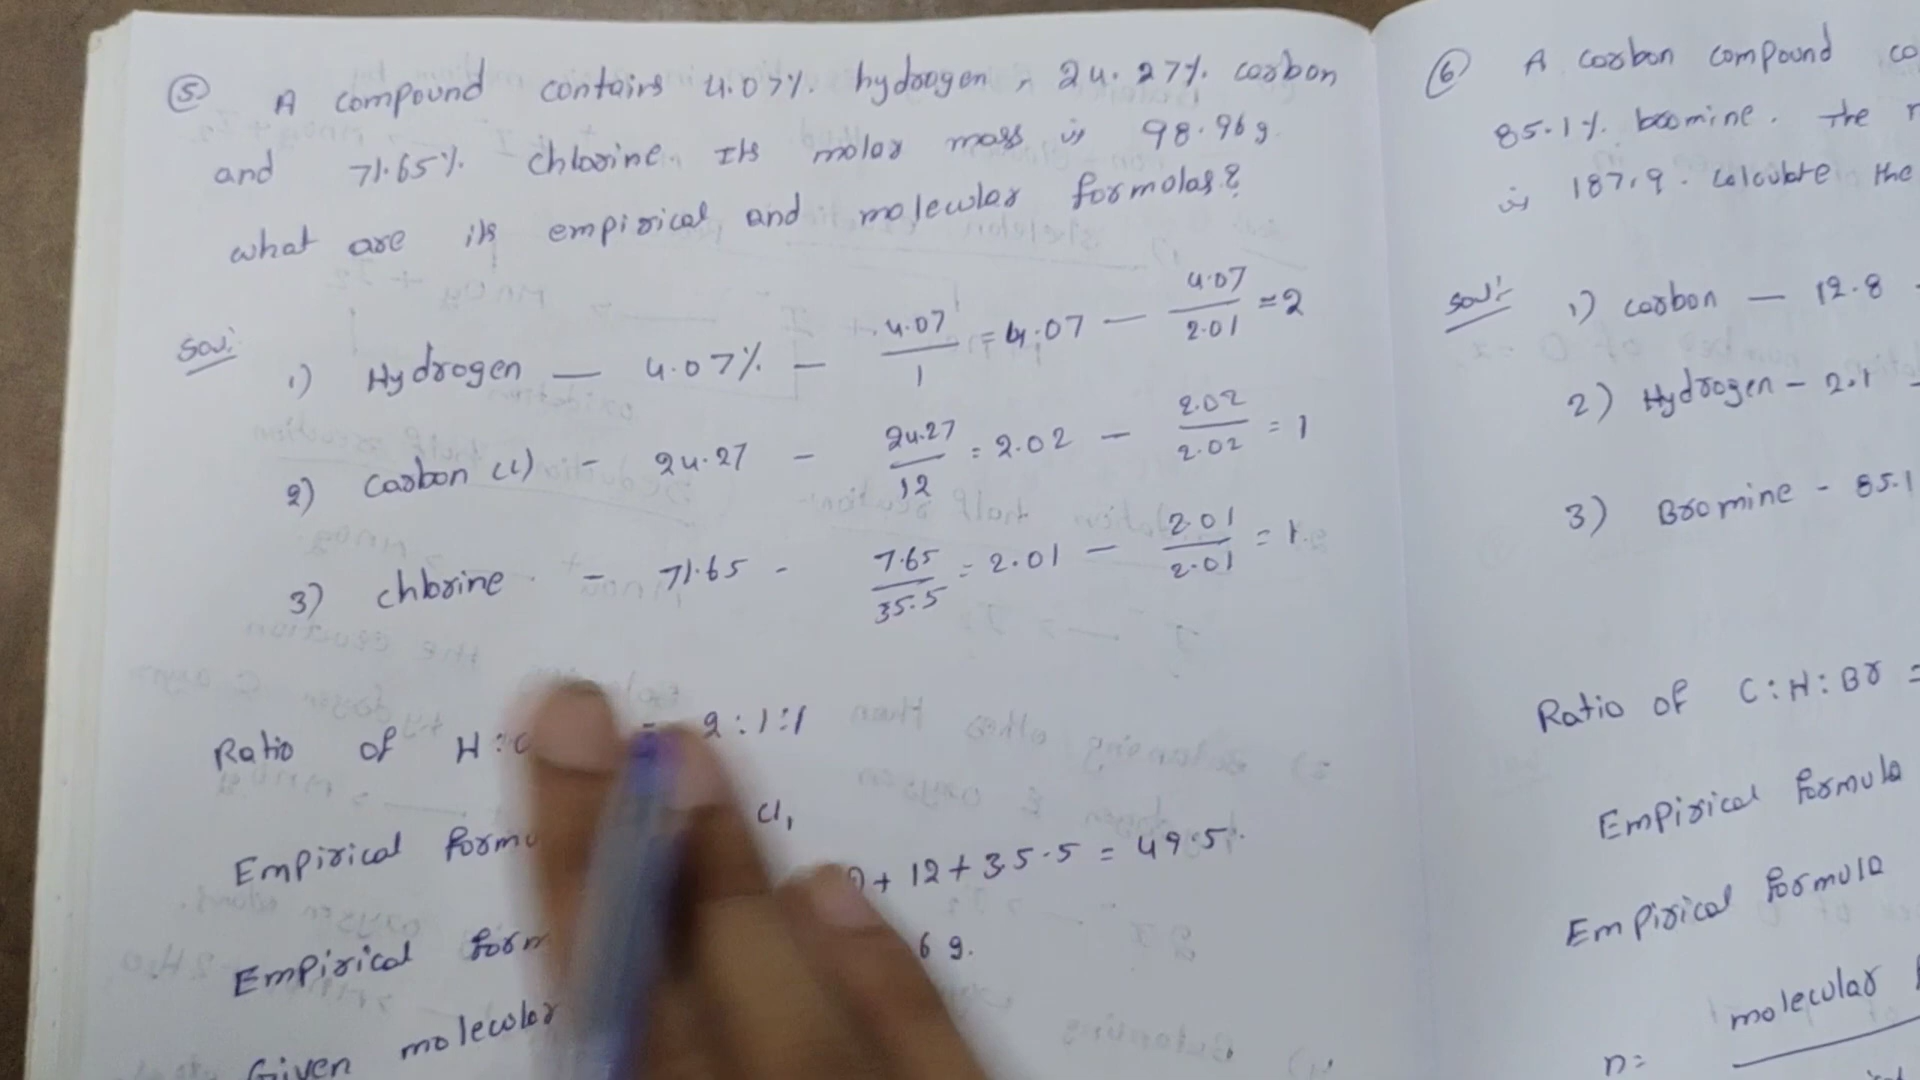 ⑤ A compound contains 4.07% hydrogen, 24.27% carbon
and 71.65% chlorine. Its molar mass is 98.96 g.
what are its empirical and molecular formolas?
Sol:
1) Hydrogen — 4.07% — 4.07/1 = 4.07 — 4.07/2.01 = 2
2) Carbon (C) - 24.27 - 24.27/12 = 2.02 — 2.02/2.02 = 1
3) chlorine - 71.65 - 7.65/35.5 = 2.01 — 2.01/2.01 = 1.
Ratio of H : = 2:1:1
Empirical Cl1
Empirical + 12 + 35.5 = 49.5.
Given molecular 6 g.
⑥ A carbon compound
85.1% bromine. The
is 187.9. calculate the
Sol:
1) carbon — 12.8
2) Hydrogen - 2.1
3) Bromine - 85.1
Ratio of C:H:Br =
Empirical formula
Empirical formula
molecular
n=